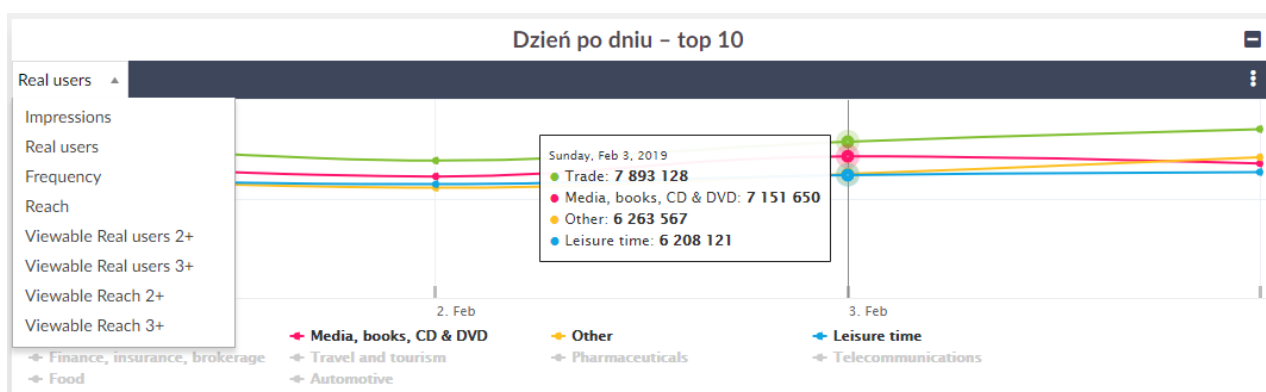 Dzień po dniu – top 10
Real users
Impressions
Real users
Frequency
Reach
Viewable Real users 2+
Viewable Real users 3+
Viewable Reach 2+
Viewable Reach 3+
Sunday, Feb 3, 2019
Trade: 7 893 128
Media, books, CD & DVD: 7 151 650
Other: 6 263 567
Leisure time: 6 208 121
2. Feb
3. Feb
Media, books, CD & DVD
Other
Leisure time
Finance, insurance, brokerage
Travel and tourism
Pharmaceuticals
Telecommunications
Food
Automotive